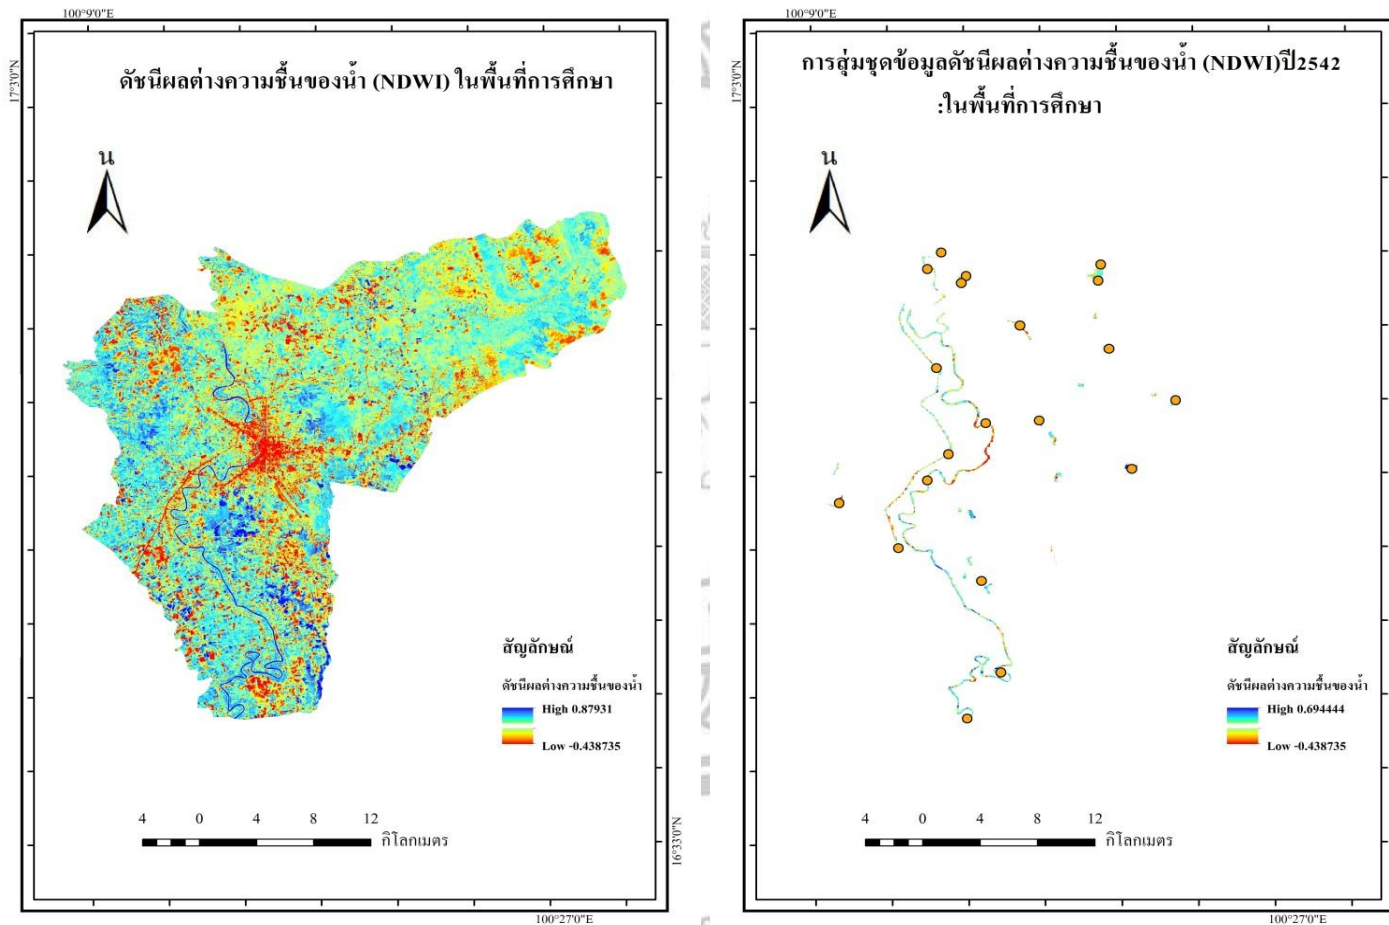 100°9'0"E
17°3'0"N
ดัชนีผลต่างความชื้นของน้ำ (NDWI) ในพื้นที่การศึกษา
น
สัญลักษณ์
ดัชนีผลต่างความชื้นของน้ำ
High 0.87931
Low -0.438735
4 0 4 8 12
กิโลกเมตร
16°33'0"N
100°27'0"E
100°9'0"E
17°3'0"N
การสุ่มชุดข้อมูลดัชนีผลต่างความชื้นของน้ำ (NDWI)ปี2542
:ในพื้นที่การศึกษา
น
สัญลักษณ์
ดัชนีผลต่างความชื้นของน้ำ
High 0.694444
Low -0.438735
4 0 4 8 12
กิโลกเมตร
100°27'0"E